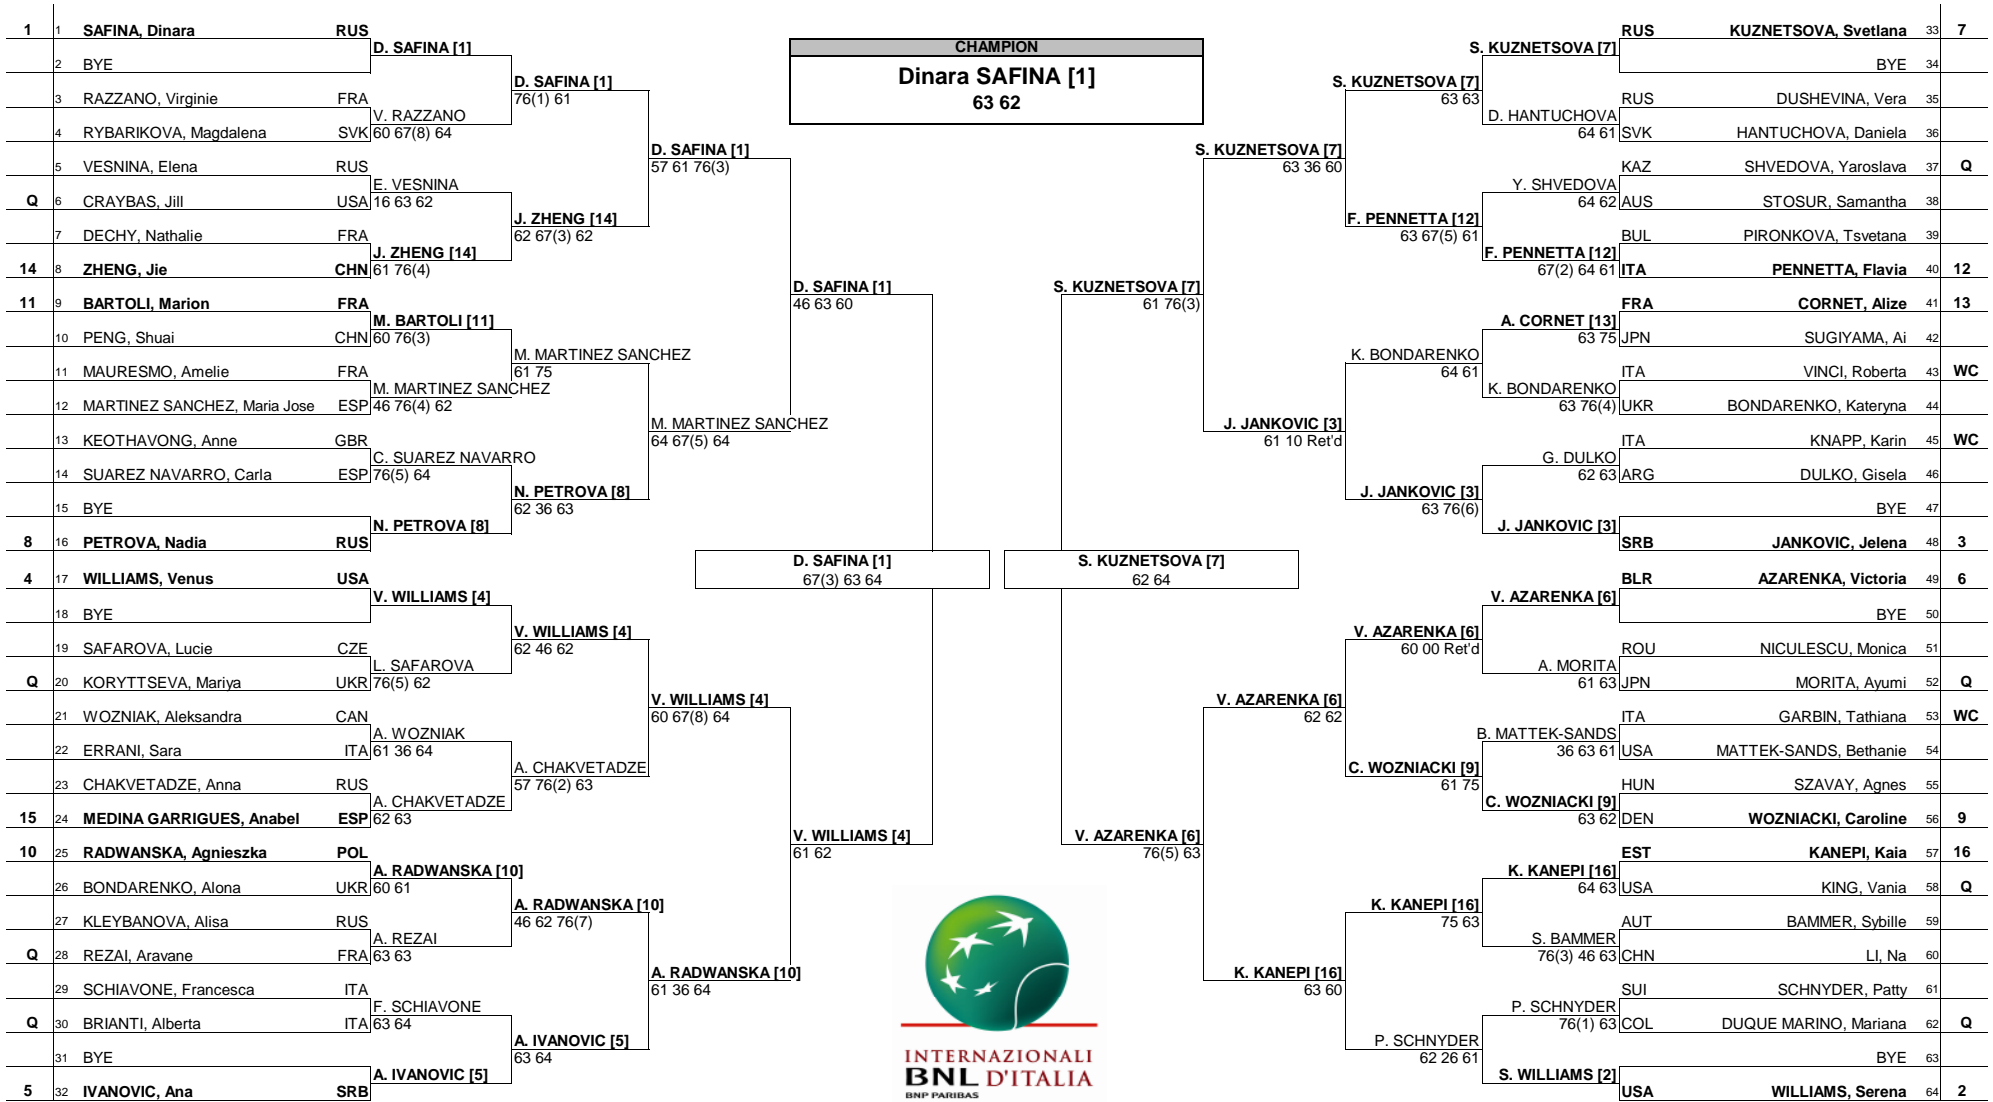 1 1 SAFINA, Dinara RUS
2 BYE
3 RAZZANO, Virginie FRA
4 RYBARIKOVA, Magdalena SVK
5 VESNINA, Elena RUS
Q 6 CRAYBAS, Jill USA
7 DECHY, Nathalie FRA
14 8 ZHENG, Jie CHN
11 9 BARTOLI, Marion FRA
10 PENG, Shuai CHN
11 MAURESMO, Amelie FRA
12 MARTINEZ SANCHEZ, Maria Jose ESP
13 KEOTHAVONG, Anne GBR
14 SUAREZ NAVARRO, Carla ESP
15 BYE
8 16 PETROVA, Nadia RUS
4 17 WILLIAMS, Venus USA
18 BYE
19 SAFAROVA, Lucie CZE
Q 20 KORYTTSEVA, Mariya UKR
21 WOZNIAK, Aleksandra CAN
22 ERRANI, Sara ITA
23 CHAKVETADZE, Anna RUS
15 24 MEDINA GARRIGUES, Anabel ESP
10 25 RADWANSKA, Agnieszka POL
26 BONDARENKO, Alona UKR
27 KLEYBANOVA, Alisa RUS
Q 28 REZAI, Aravane FRA
29 SCHIAVONE, Francesca ITA
Q 30 BRIANTI, Alberta ITA
31 BYE
5 32 IVANOVIC, Ana SRB
D. SAFINA [1]
V. RAZZANO
60 67(8) 64
E. VESNINA
16 63 62
J. ZHENG [14]
61 76(4)
M. BARTOLI [11]
60 76(3)
M. MARTINEZ SANCHEZ
46 76(4) 62
C. SUAREZ NAVARRO
76(5) 64
N. PETROVA [8]
V. WILLIAMS [4]
L. SAFAROVA
76(5) 62
A. WOZNIAK
61 36 64
A. CHAKVETADZE
62 63
A. RADWANSKA [10]
60 61
A. REZAI
63 63
F. SCHIAVONE
63 64
A. IVANOVIC [5]
D. SAFINA [1]
76(1) 61
J. ZHENG [14]
62 67(3) 62
M. MARTINEZ SANCHEZ
61 75
N. PETROVA [8]
62 36 63
V. WILLIAMS [4]
62 46 62
A. CHAKVETADZE
57 76(2) 63
A. RADWANSKA [10]
46 62 76(7)
A. IVANOVIC [5]
63 64
D. SAFINA [1]
57 61 76(3)
M. MARTINEZ SANCHEZ
64 67(5) 64
V. WILLIAMS [4]
60 67(8) 64
A. RADWANSKA [10]
61 36 64
D. SAFINA [1]
46 63 60
V. WILLIAMS [4]
61 62
D. SAFINA [1]
67(3) 63 64
CHAMPION
Dinara SAFINA [1]
63 62
S. KUZNETSOVA [7]
62 64
S. KUZNETSOVA [7]
61 76(3)
V. AZARENKA [6]
76(5) 63
S. KUZNETSOVA [7]
63 36 60
J. JANKOVIC [3]
61 10 Ret'd
V. AZARENKA [6]
62 62
K. KANEPI [16]
63 60
S. KUZNETSOVA [7]
63 63
F. PENNETTA [12]
63 67(5) 61
K. BONDARENKO
64 61
J. JANKOVIC [3]
63 76(6)
V. AZARENKA [6]
60 00 Ret'd
C. WOZNIACKI [9]
61 75
K. KANEPI [16]
75 63
P. SCHNYDER
62 26 61
S. KUZNETSOVA [7]
D. HANTUCHOVA
64 61
Y. SHVEDOVA
64 62
F. PENNETTA [12]
67(2) 64 61
A. CORNET [13]
63 75
K. BONDARENKO
63 76(4)
G. DULKO
62 63
J. JANKOVIC [3]
V. AZARENKA [6]
A. MORITA
61 63
B. MATTEK-SANDS
36 63 61
C. WOZNIACKI [9]
63 62
K. KANEPI [16]
64 63
S. BAMMER
76(3) 46 63
P. SCHNYDER
76(1) 63
S. WILLIAMS [2]
RUS KUZNETSOVA, Svetlana 33 7
BYE 34
RUS DUSHEVINA, Vera 35
SVK HANTUCHOVA, Daniela 36
KAZ SHVEDOVA, Yaroslava 37 Q
AUS STOSUR, Samantha 38
BUL PIRONKOVA, Tsvetana 39
ITA PENNETTA, Flavia 40 12
FRA CORNET, Alize 41 13
JPN SUGIYAMA, Ai 42
ITA VINCI, Roberta 43 WC
UKR BONDARENKO, Kateryna 44
ITA KNAPP, Karin 45 WC
ARG DULKO, Gisela 46
BYE 47
SRB JANKOVIC, Jelena 48 3
BLR AZARENKA, Victoria 49 6
BYE 50
ROU NICULESCU, Monica 51
JPN MORITA, Ayumi 52 Q
ITA GARBIN, Tathiana 53 WC
USA MATTEK-SANDS, Bethanie 54
HUN SZAVAY, Agnes 55
DEN WOZNIACKI, Caroline 56 9
EST KANEPI, Kaia 57 16
USA KING, Vania 58 Q
AUT BAMMER, Sybille 59
CHN LI, Na 60
SUI SCHNYDER, Patty 61
COL DUQUE MARINO, Mariana 62 Q
BYE 63
USA WILLIAMS, Serena 64 2
INTERNAZIONALI
BNL D'ITALIA
BNP PARIBAS